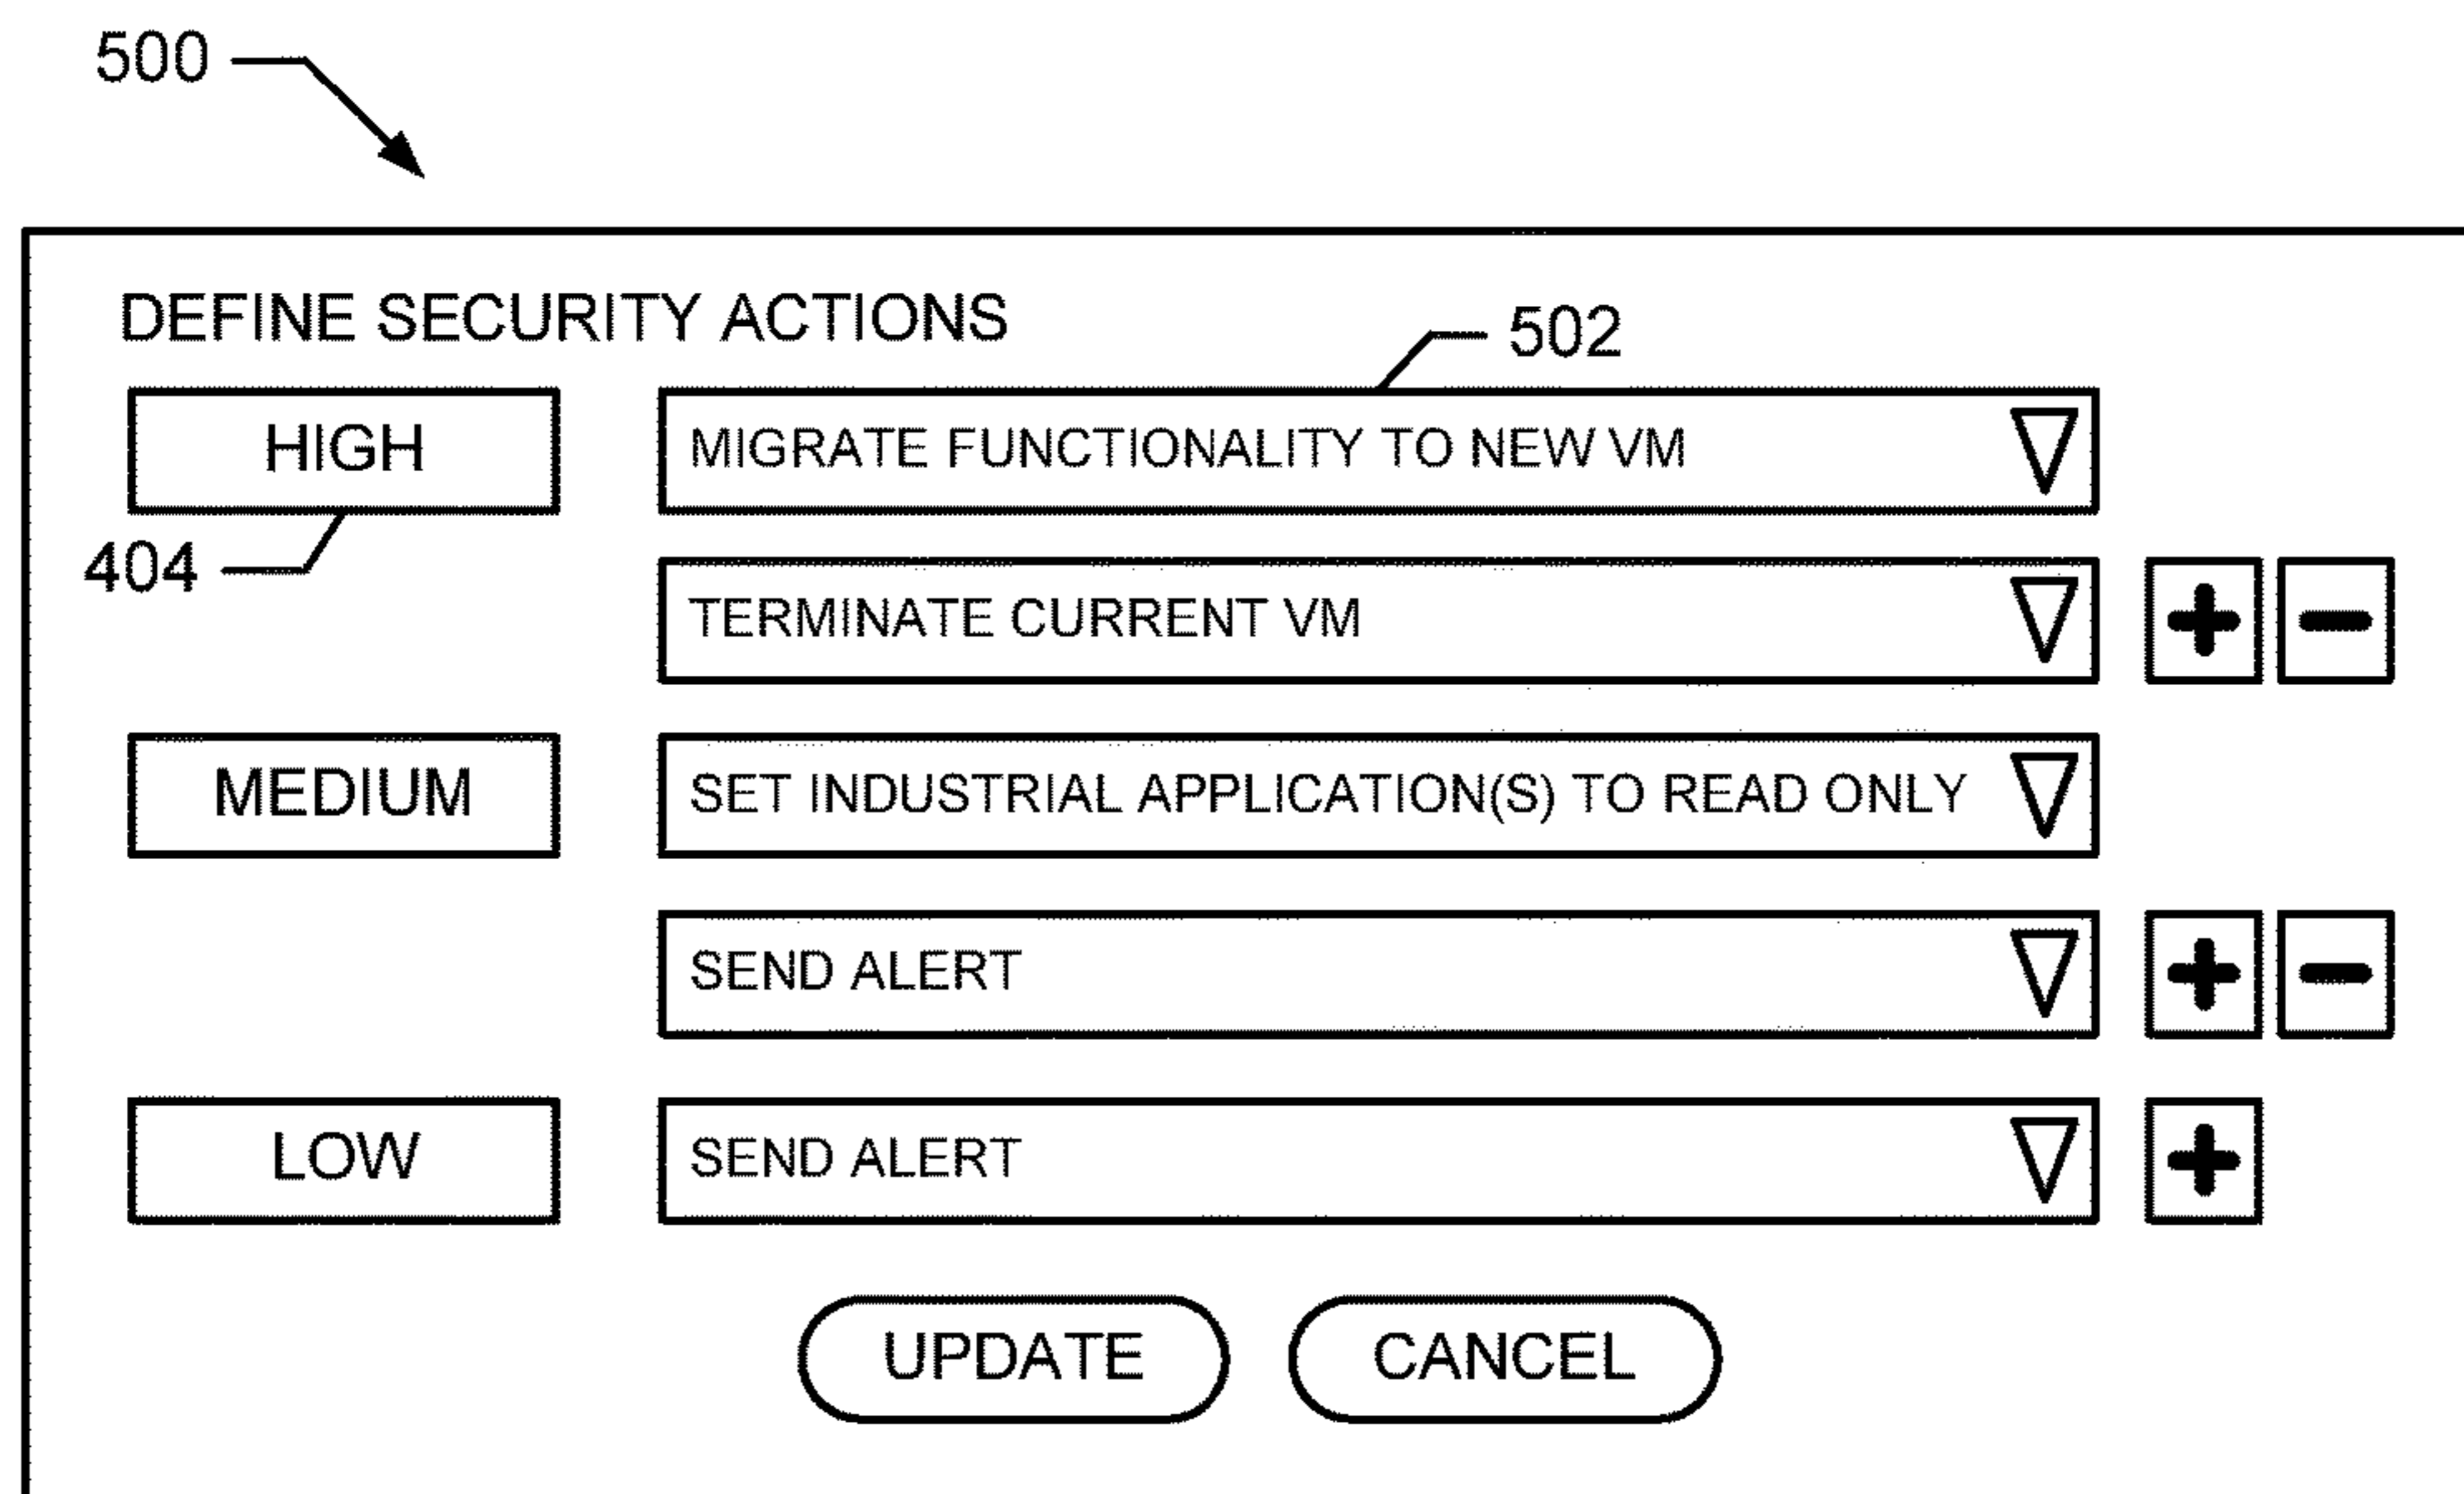 500
DEFINE SECURITY ACTIONS
502
HIGH
MIGRATE FUNCTIONALITY TO NEW VM
404
TERMINATE CURRENT VM
MEDIUM
SET INDUSTRIAL APPLICATION(S) TO READ ONLY
SEND ALERT
LOW
SEND ALERT
UPDATE
CANCEL